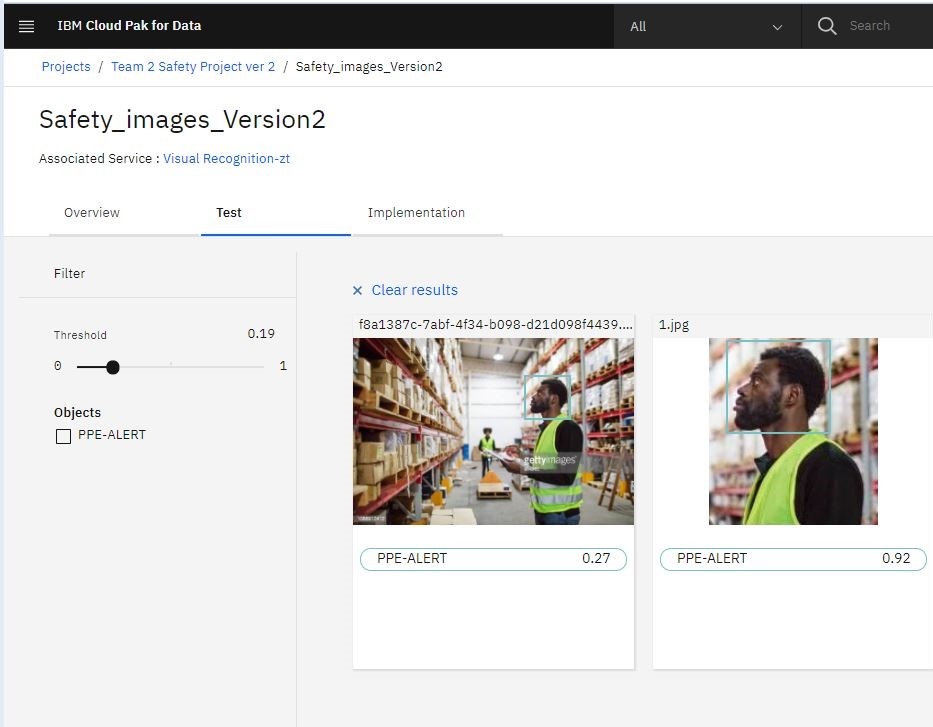 IBM Cloud Pak for Data
All
Search
Projects / Team 2 Safety Project ver 2 / Safety_images_Version2
Safety_images_Version2
Associated Service : Visual Recognition-zt
Overview
Test
Implementation
Filter
Threshold
0.19
0
1
Objects
PPE-ALERT
× Clear results
f8a1387c-7abf-4f34-b098-d21d098f4439....
gettyimages
PPE-ALERT
0.27
1.jpg
PPE-ALERT
0.92